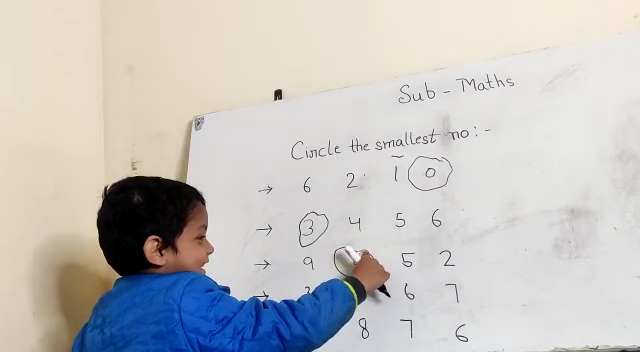 Sub - Maths
Circle the smallest no :-
→ 6 2 1 0
→ 3 4 5 6
→ 9 5 2
→ 6 7
8 7 6